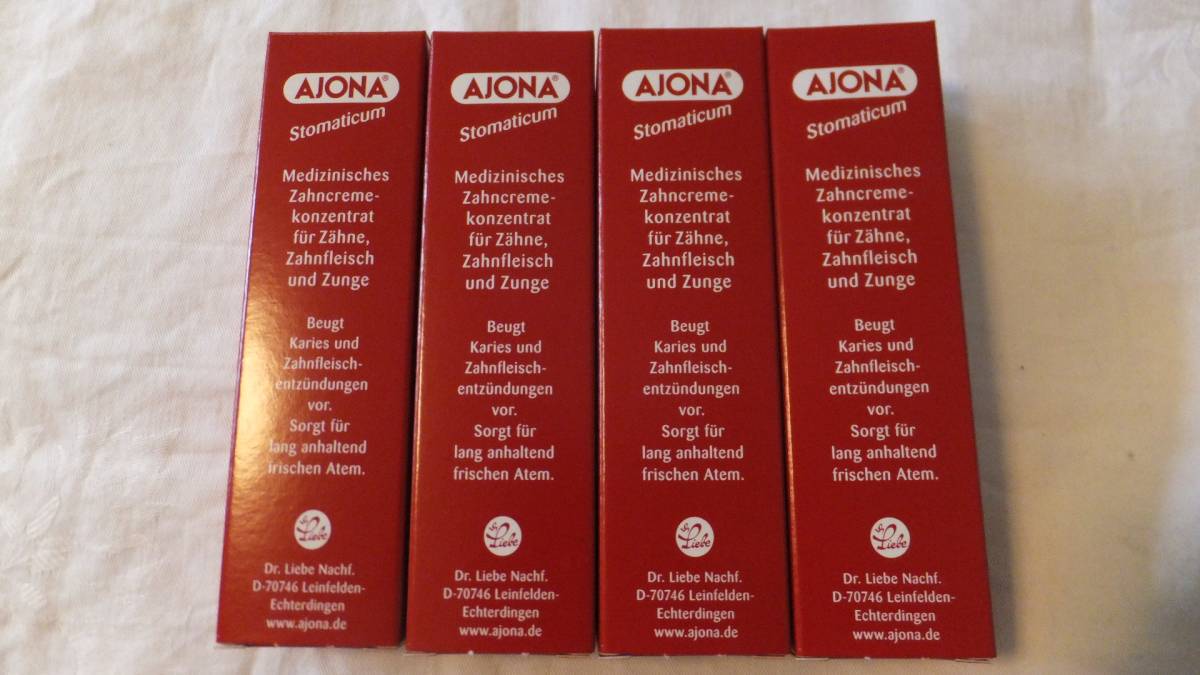 AJONA®
Stomaticum
Medizinisches
Zahncreme-
konzentrat
für Zähne,
Zahnfleisch
und Zunge
Beugt
Karies und
Zahnfleisch-
entzündungen
vor.
Sorgt für
lang anhaltend
frischen Atem.
Liebe
Dr. Liebe Nachf.
D-70746 Leinfelden-
Echterdingen
www.ajona.de
AJONA®
Stomaticum
Medizinisches
Zahncreme-
konzentrat
für Zähne,
Zahnfleisch
und Zunge
Beugt
Karies und
Zahnfleisch-
entzündungen
vor.
Sorgt für
lang anhaltend
frischen Atem.
Liebe
Dr. Liebe Nachf.
D-70746 Leinfelden-
Echterdingen
www.ajona.de
AJONA®
Stomaticum
Medizinisches
Zahncreme-
konzentrat
für Zähne,
Zahnfleisch
und Zunge
Beugt
Karies und
Zahnfleisch-
entzündungen
vor.
Sorgt für
lang anhaltend
frischen Atem.
Liebe
Dr. Liebe Nachf.
D-70746 Leinfelden-
Echterdingen
www.ajona.de
AJONA®
Stomaticum
Medizinisches
Zahncreme-
konzentrat
für Zähne,
Zahnfleisch
und Zunge
Beugt
Karies und
Zahnfleisch-
entzündungen
vor.
Sorgt für
lang anhaltend
frischen Atem.
Liebe
Dr. Liebe Nachf.
D-70746 Leinfelden-
Echterdingen
www.ajona.de